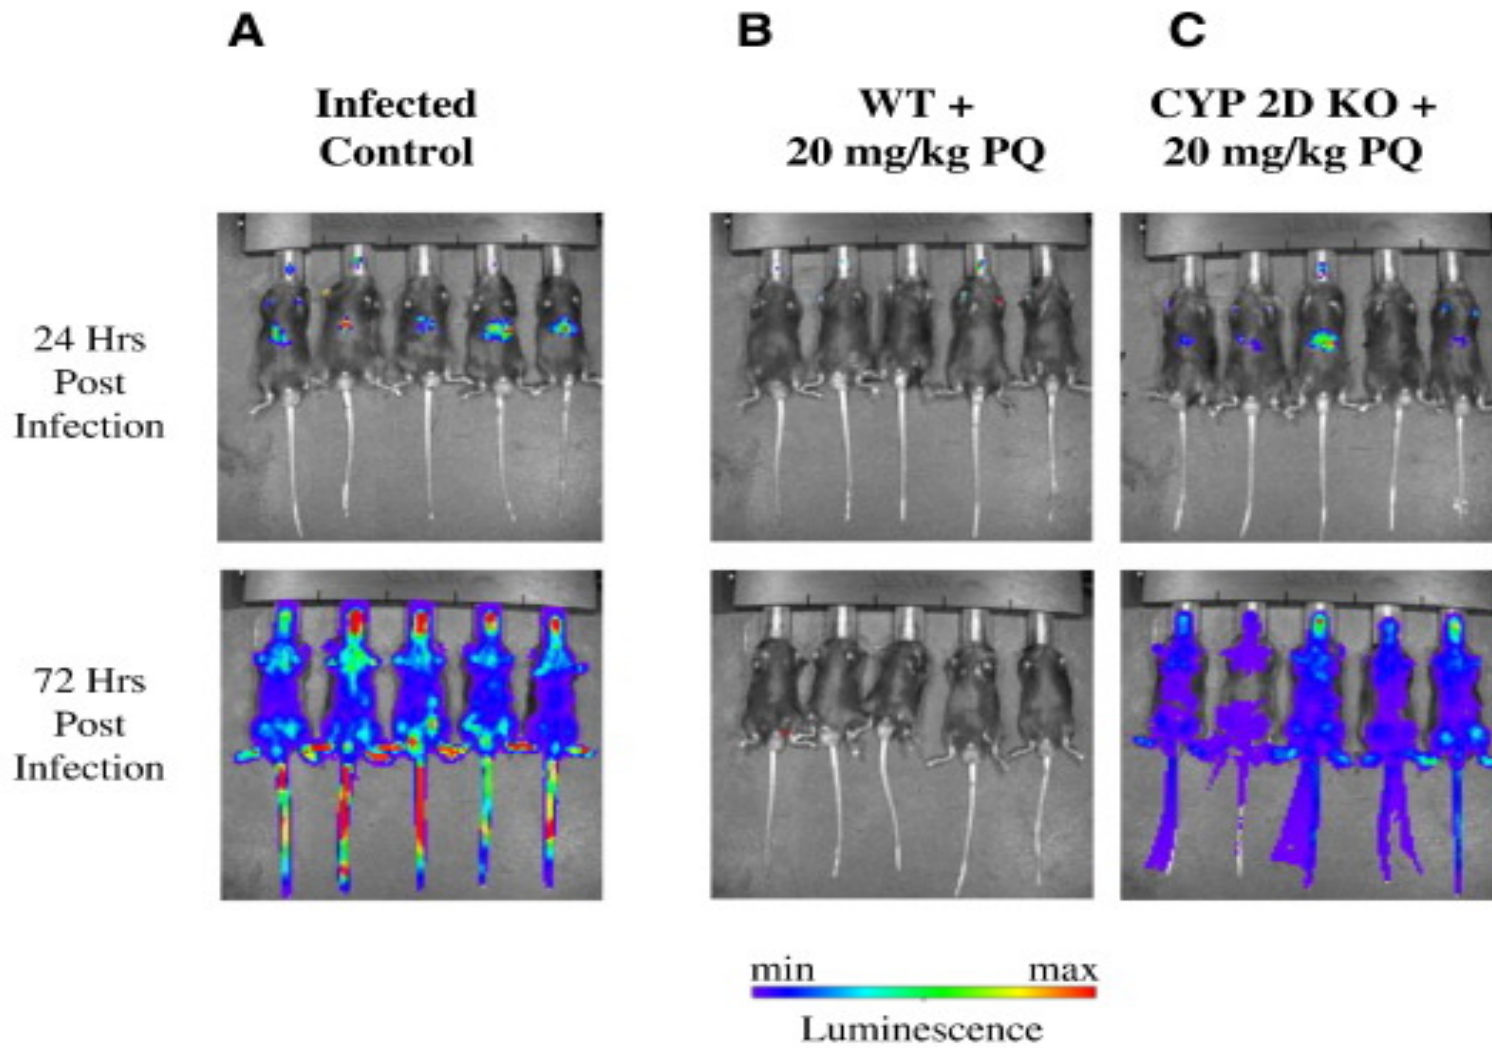 A
B
C
Infected
Control
WT +
20 mg/kg PQ
CYP 2D KO +
20 mg/kg PQ
24 Hrs
Post
Infection
72 Hrs
Post
Infection
min
max
Luminescence